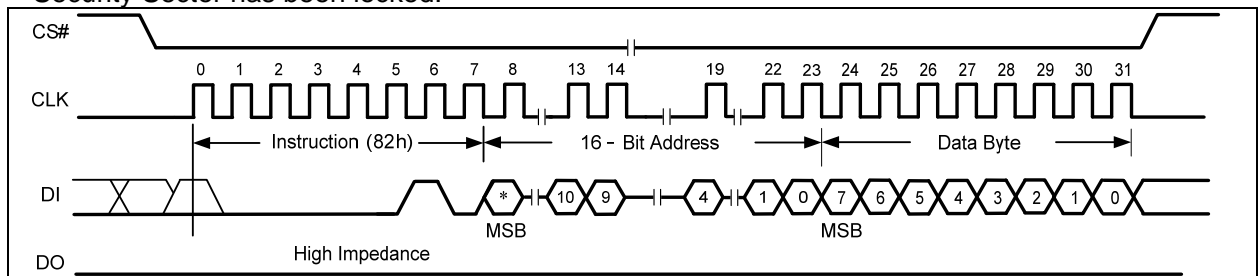 Security Sector has been locked.
CS#
0 1 2 3 4 5 6 7 8 13 14 19 22 23 24 25 26 27 28 29 30 31
CLK
Instruction (82h) 16 - Bit Address Data Byte
DI * 10 9 4 1 0 7 6 5 4 3 2 1 0
MSB MSB
High Impedance
DO